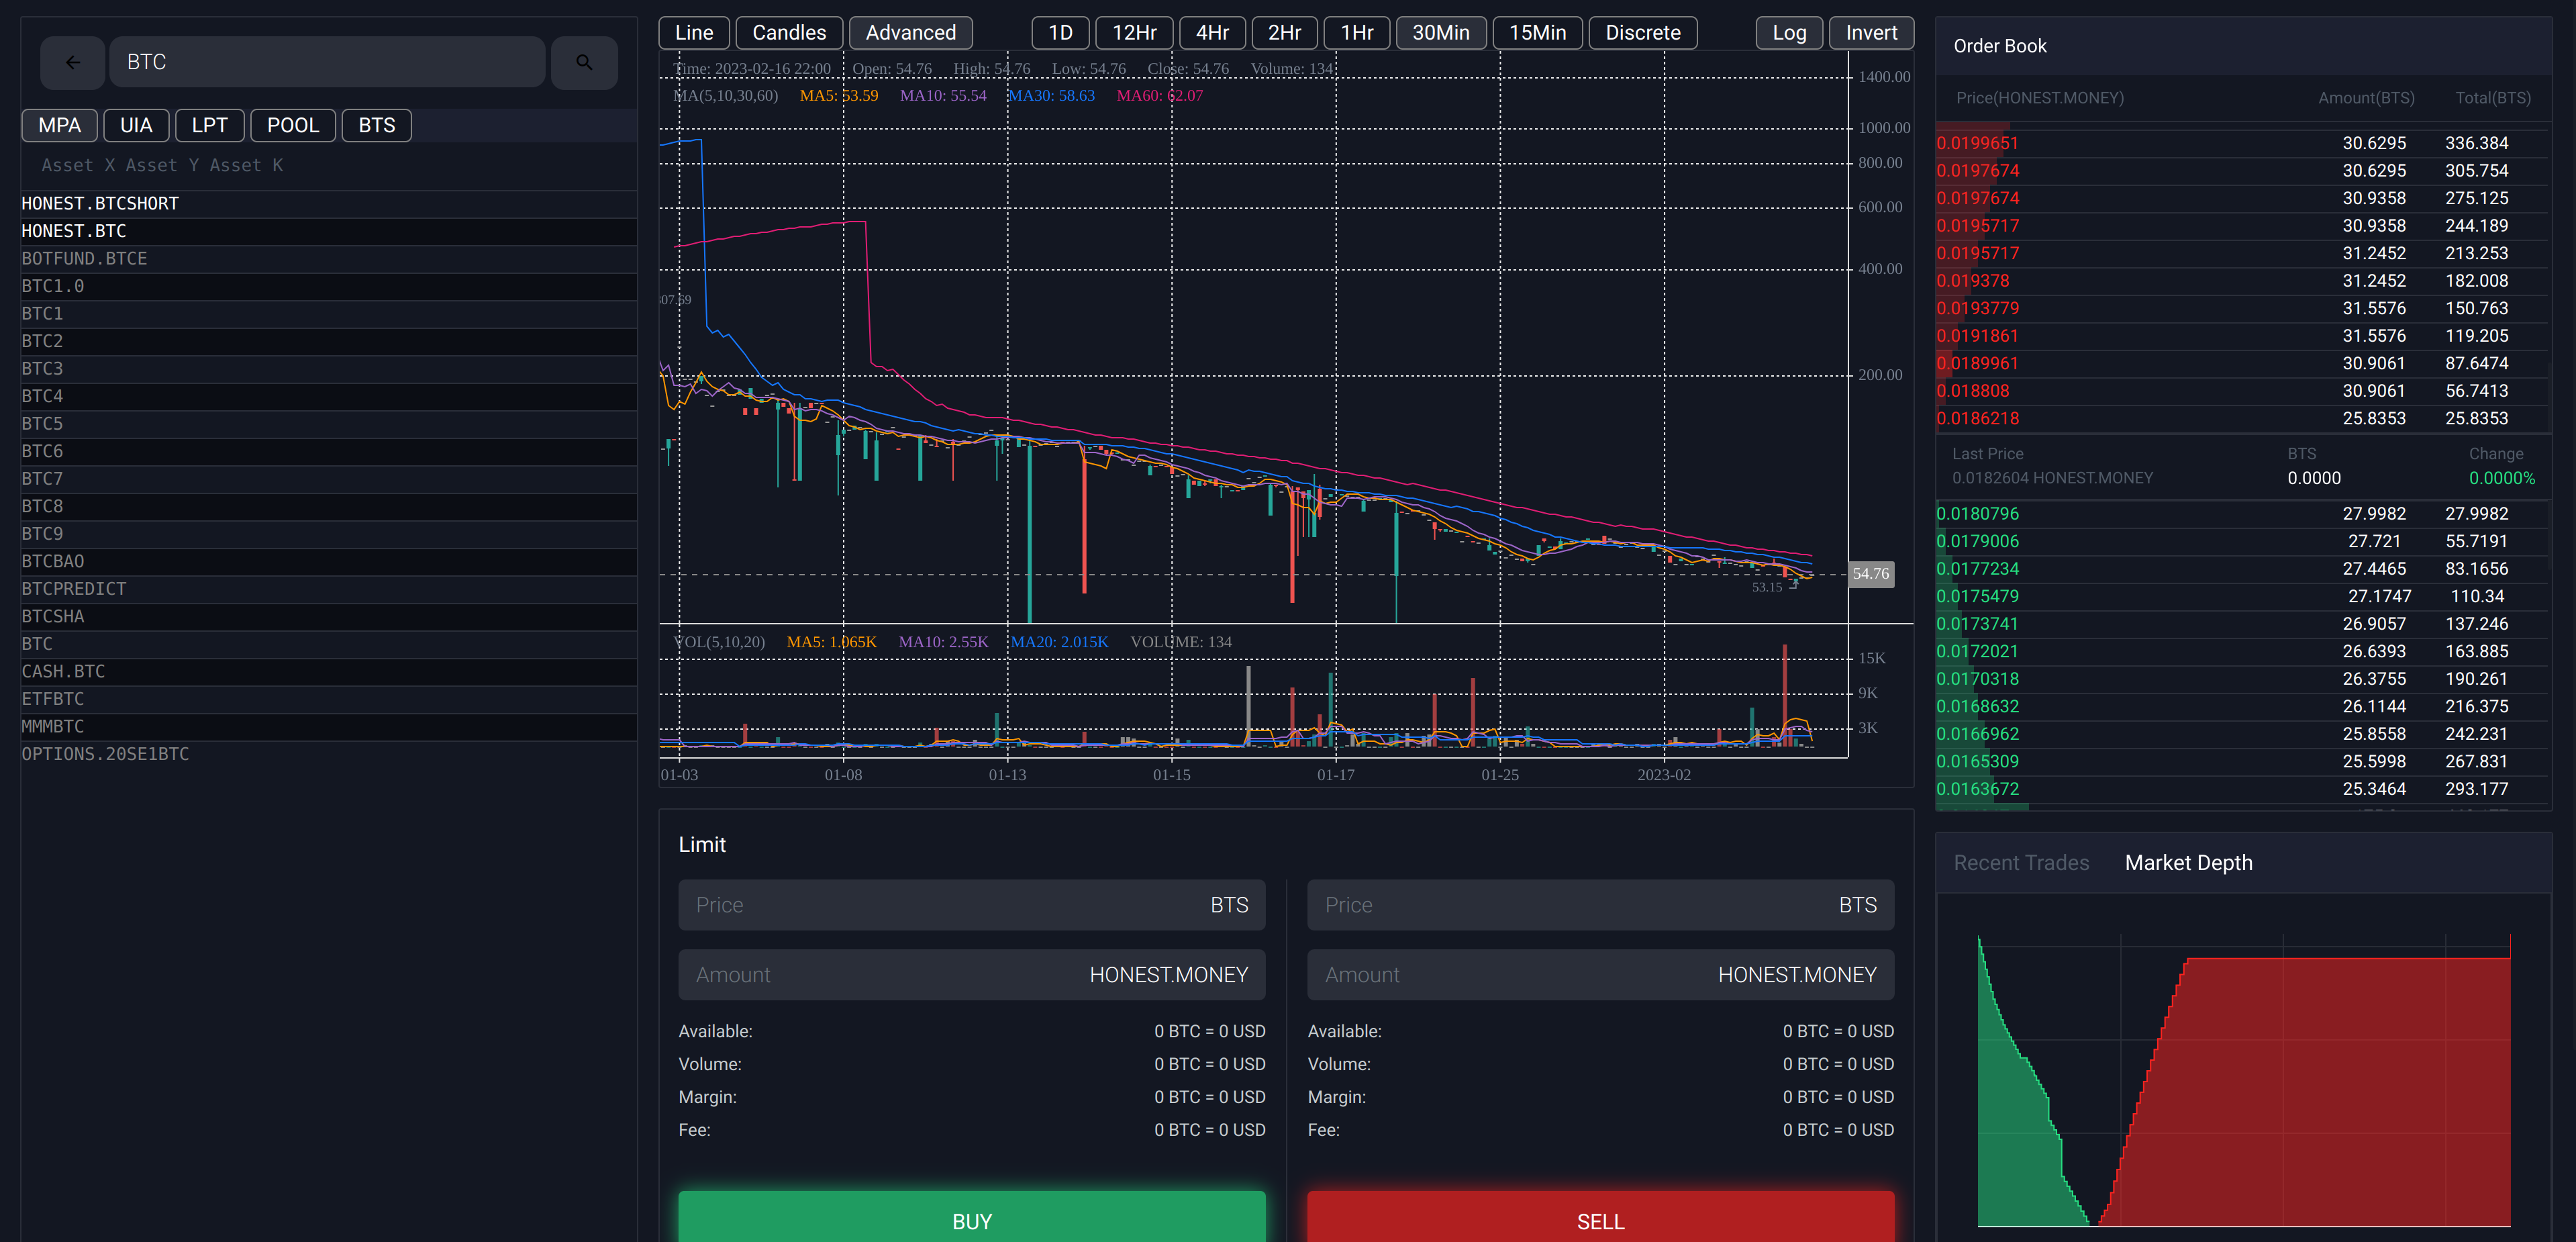 BTC
MPA UIA LPT POOL BTS
Asset X Asset Y Asset K
HONEST.BTCSHORT
HONEST.BTC
BOTFUND.BTCE
BTC1.0
BTC1
BTC2
BTC3
BTC4
BTC5
BTC6
BTC7
BTC8
BTC9
BTCBAO
BTCPREDICT
BTCSHA
BTC
CASH.BTC
ETFBTC
MMMBTC
OPTIONS.20SE1BTC
Line Candles Advanced 1D 12Hr 4Hr 2Hr 1Hr 30Min 15Min Discrete Log Invert
Time: 2023-02-16 22:00 Open: 54.76 High: 54.76 Low: 54.76 Close: 54.76 Volume: 134
MA(5,10,30,60) MA5: 53.59 MA10: 55.54 MA30: 58.63 MA60: 62.07
1400.00
1000.00
800.00
600.00
400.00
200.00
54.76
53.15
VOL(5,10,20) MA5: 1.065K MA10: 2.55K MA20: 2.015K VOLUME: 134
15K
9K
3K
01-03 01-08 01-13 01-15 01-17 01-25 2023-02
Limit
Price BTS
Amount HONEST.MONEY
Available: 0 BTC = 0 USD
Volume: 0 BTC = 0 USD
Margin: 0 BTC = 0 USD
Fee: 0 BTC = 0 USD
BUY
Price BTS
Amount HONEST.MONEY
Available: 0 BTC = 0 USD
Volume: 0 BTC = 0 USD
Margin: 0 BTC = 0 USD
Fee: 0 BTC = 0 USD
SELL
Order Book
Price(HONEST.MONEY) Amount(BTS) Total(BTS)
0.0199651 30.6295 336.384
0.0197674 30.6295 305.754
0.0197674 30.9358 275.125
0.0195717 30.9358 244.189
0.0195717 31.2452 213.253
0.019378 31.2452 182.008
0.0193779 31.5576 150.763
0.0191861 31.5576 119.205
0.0189961 30.9061 87.6474
0.018808 30.9061 56.7413
0.0186218 25.8353 25.8353
Last Price BTS Change
0.0182604 HONEST.MONEY 0.0000 0.0000%
0.0180796 27.9982 27.9982
0.0179006 27.721 55.7191
0.0177234 27.4465 83.1656
0.0175479 27.1747 110.34
0.0173741 26.9057 137.246
0.0172021 26.6393 163.885
0.0170318 26.3755 190.261
0.0168632 26.1144 216.375
0.0166962 25.8558 242.231
0.0165309 25.5998 267.831
0.0163672 25.3464 293.177
Recent Trades Market Depth